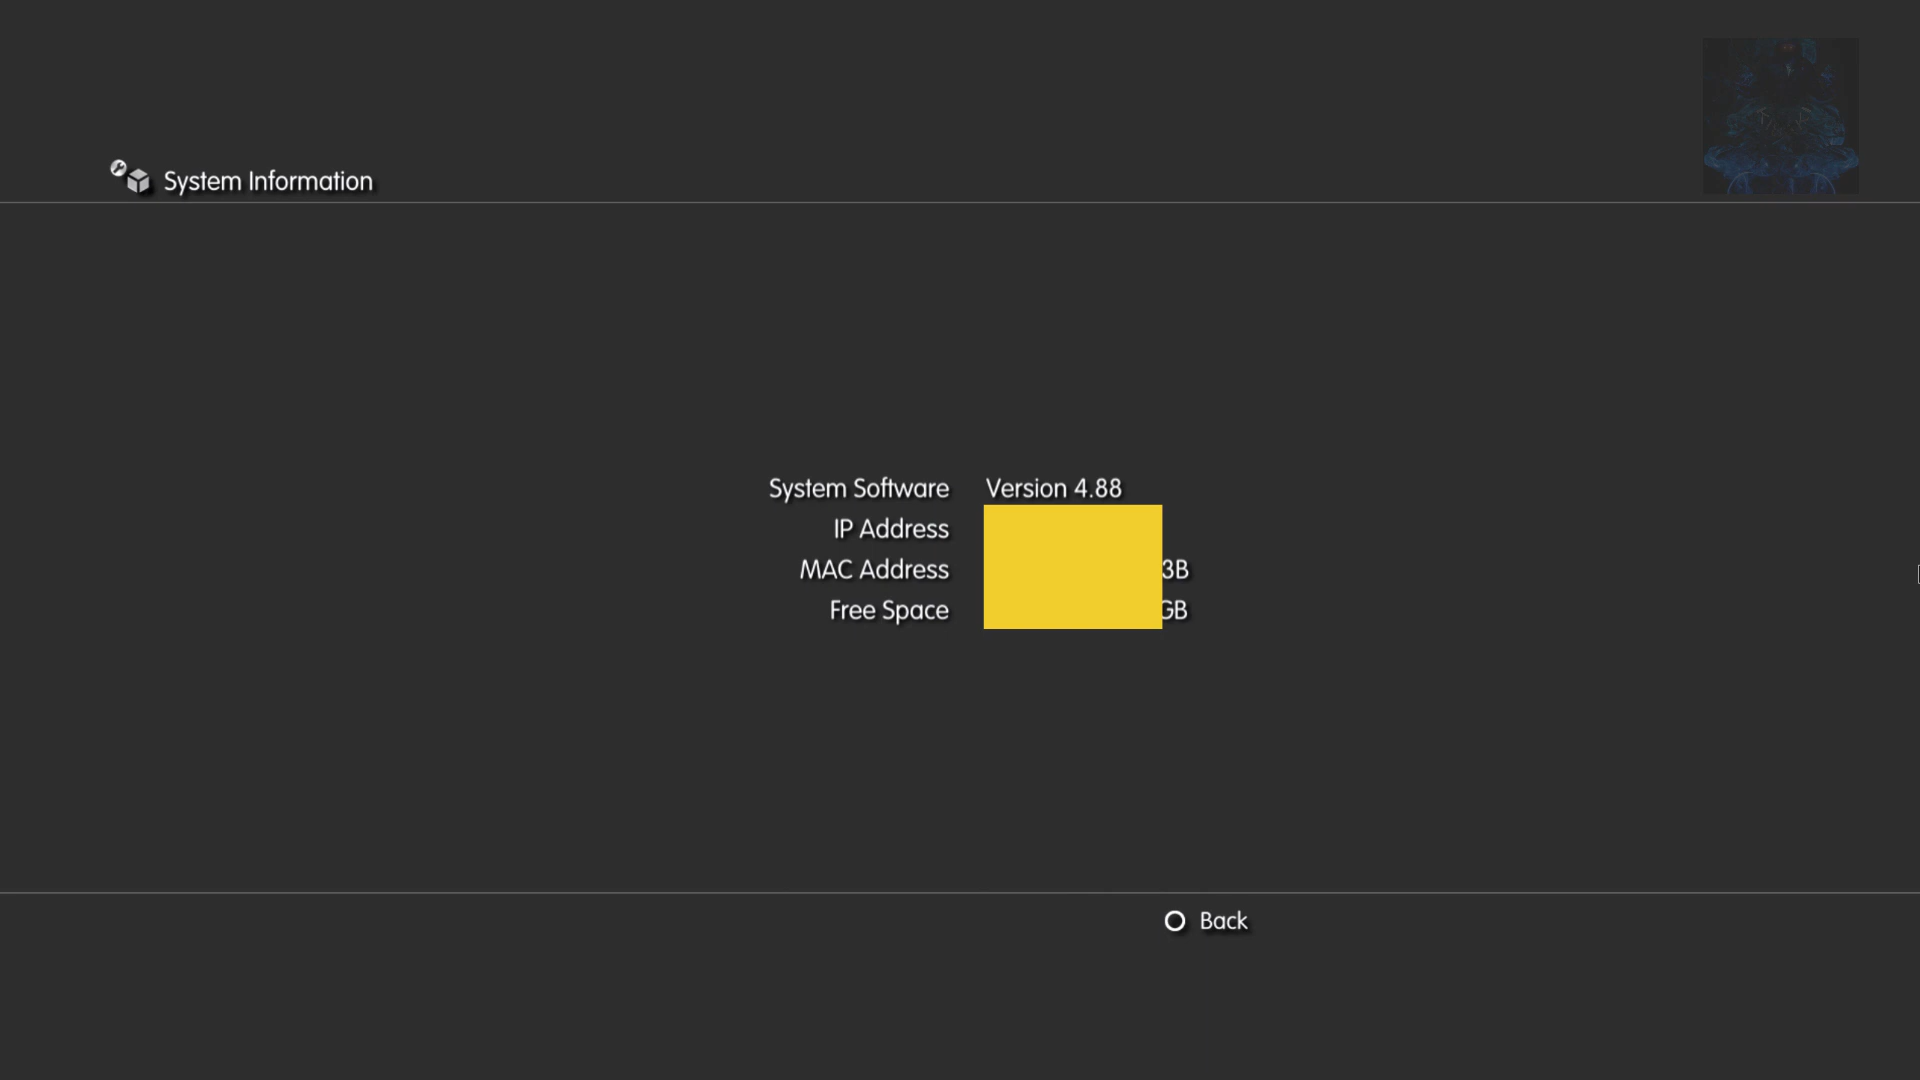 System Information
System Software Version 4.88
IP Address
MAC Address 3B
Free Space GB
Back